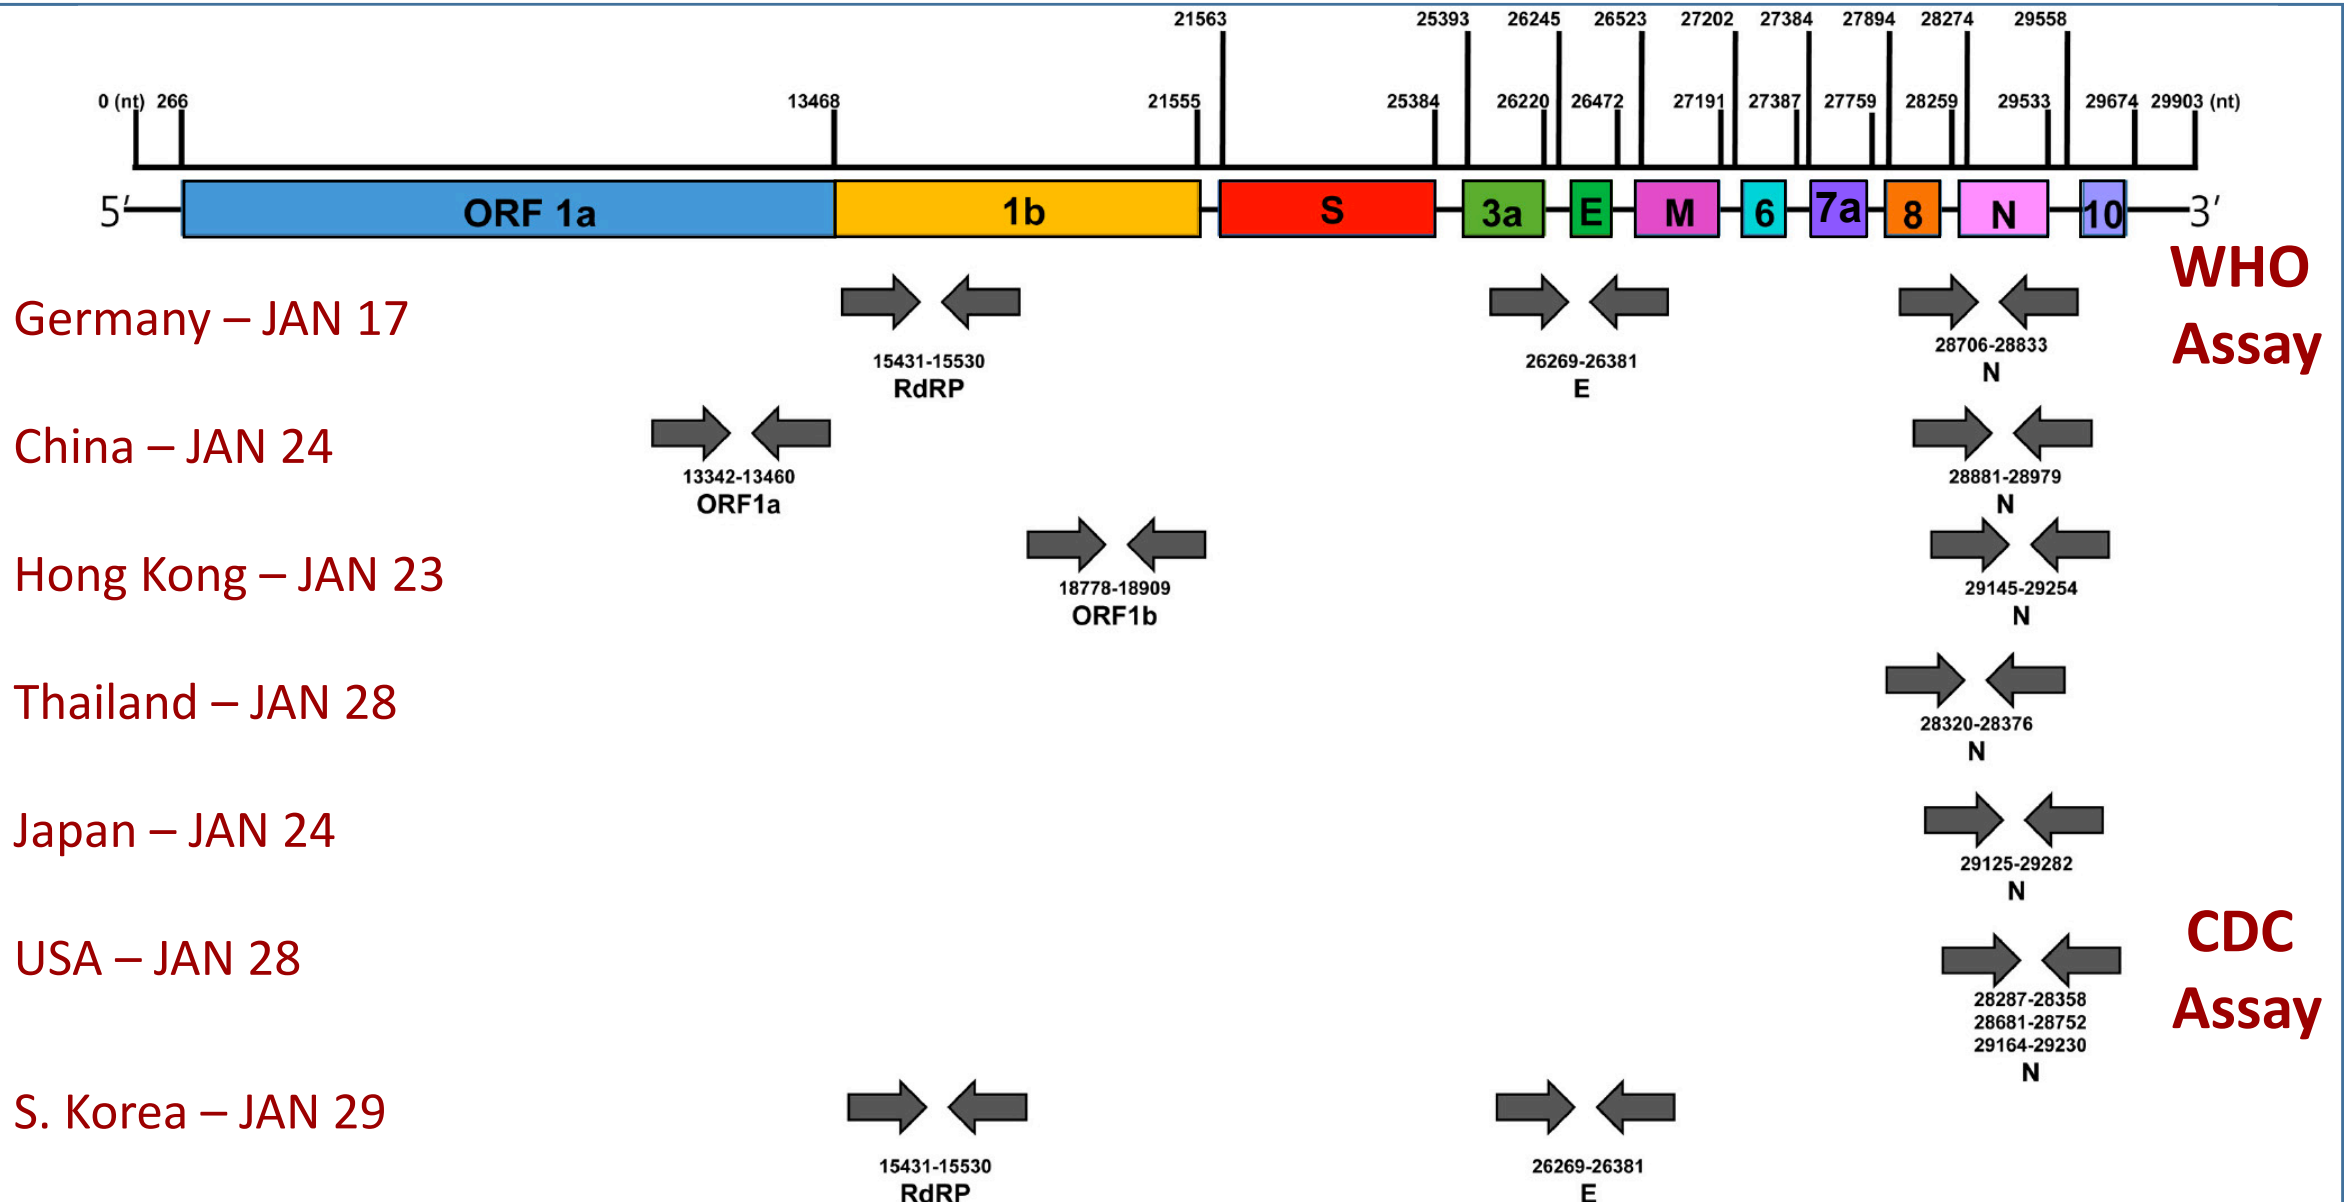 21563 25393 26245 26523 27202 27384 27894 28274 29558
0 (nt) 266 13468 21555 25384 26220 26472 27191 27387 27759 28259 29533 29674 29903 (nt)
5′ ORF 1a 1b S 3a E M 6 7a 8 N 10 3′
WHO
Assay
Germany – JAN 17
15431-15530 26269-26381 28706-28833
RdRP E N
China – JAN 24
13342-13460 28881-28979
ORF1a N
Hong Kong – JAN 23
18778-18909 29145-29254
ORF1b N
Thailand – JAN 28
28320-28376
N
Japan – JAN 24
29125-29282
N
CDC
Assay
USA – JAN 28
28287-28358
28681-28752
29164-29230
N
S. Korea – JAN 29
15431-15530 26269-26381
RdRP E